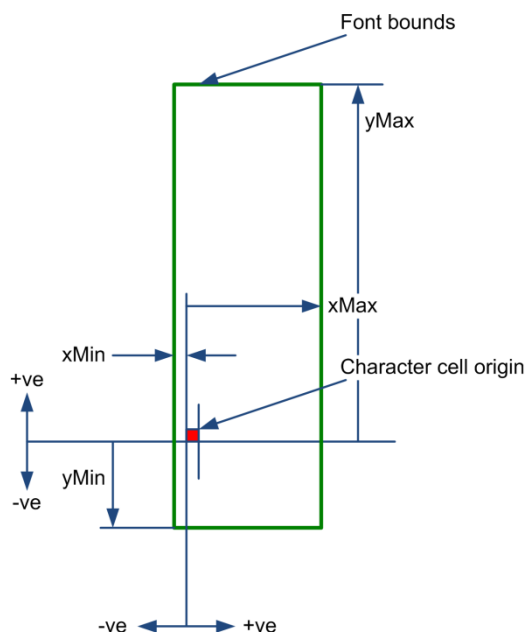 Font bounds
yMax
xMax
xMin
Character cell origin
+ve
yMin
-ve
-ve
+ve